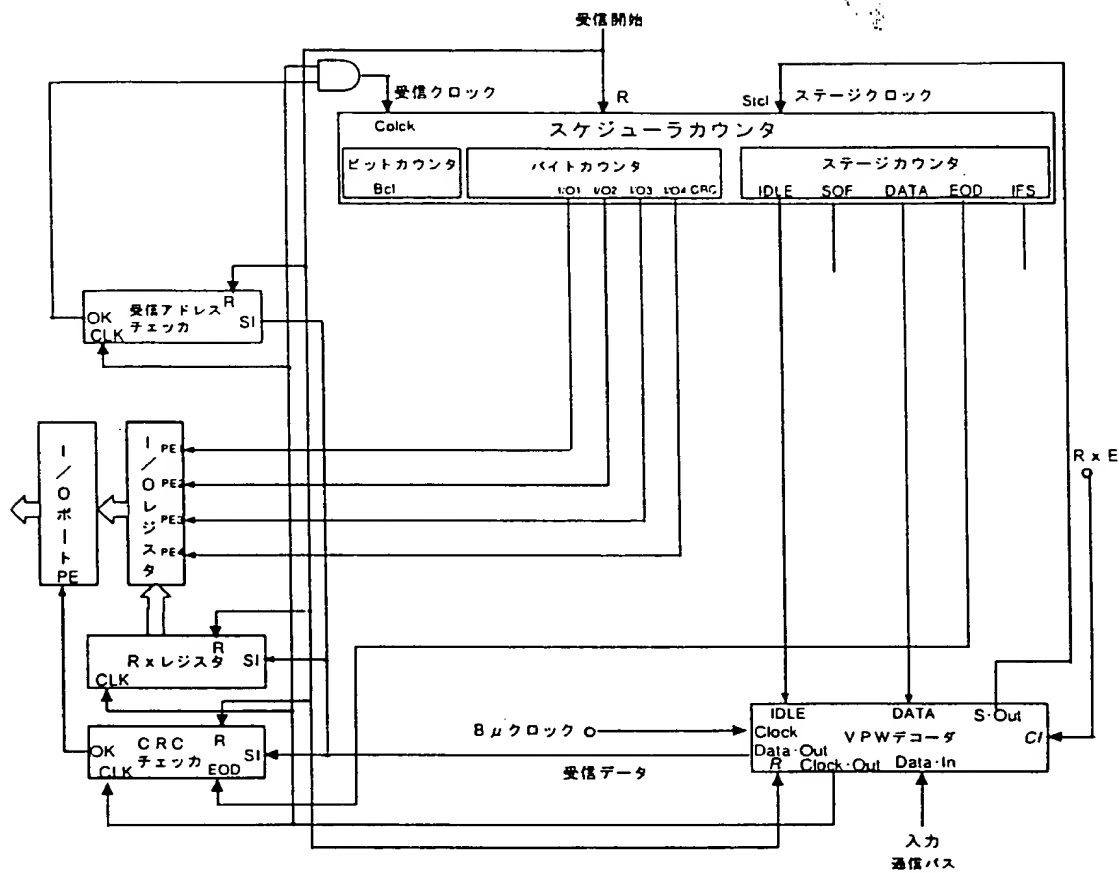 受信開始
受信クロック
R
Stcl ステージクロック
Colck
スケジューラカウンタ
ビットカウンタ
Bcl
バイトカウンタ
I/O1 I/O2 I/O3 I/O4 CRC
ステージカウンタ
IDLE SOF DATA EOD IFS
R
OK
受信アドレス
チェッカ
SI
CLK
I/Oポート
PE
I/Oレジスタ
PE1
PE2
PE3
PE4
R x E
R
Rxレジスタ
SI
CLK
OK
CRC
チェッカ
R
SI
CLK
EOD
8μクロック
受信データ
IDLE DATA S·Out
Clock
VPWデコーダ
CI
Data·Out
R Clock·Out Data·In
入力
通信バス